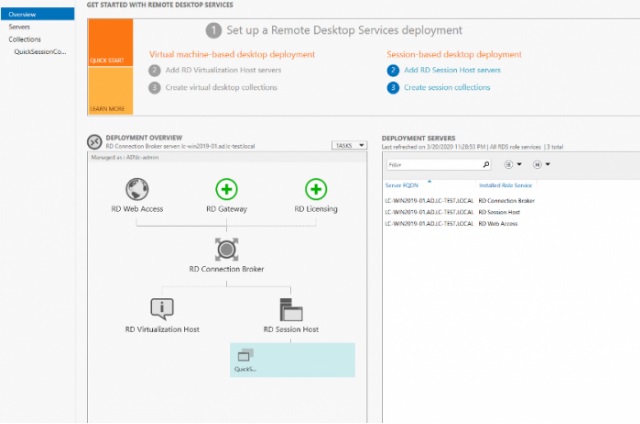 GET STARTED WITH REMOTE DESKTOP SERVICES
Overview
Servers
Collections
QuickSessionCo...
1 Set up a Remote Desktop Services deployment
QUICK START
LEARN MORE
Virtual machine-based desktop deployment
2 Add RD Virtualization Host servers
3 Create virtual desktop collections
Session-based desktop deployment
2 Add RD Session Host servers
3 Create session collections
DEPLOYMENT OVERVIEW
RD Connection Broker server: lc-win2019-01.ad.lc-test.local
TASKS
Managed as:
RD Web Access
RD Gateway
RD Licensing
RD Connection Broker
RD Virtualization Host
RD Session Host
QuickS...
DEPLOYMENT SERVERS
Last refreshed on 3/20/2020 11:28:53 PM | All RDS role services | 3 total
Filter
Server FQDN Installed Role Service
LC-WIN2019-01.AD.LC-TEST.LOCAL RD Connection Broker
LC-WIN2019-01.AD.LC-TEST.LOCAL RD Session Host
LC-WIN2019-01.AD.LC-TEST.LOCAL RD Web Access